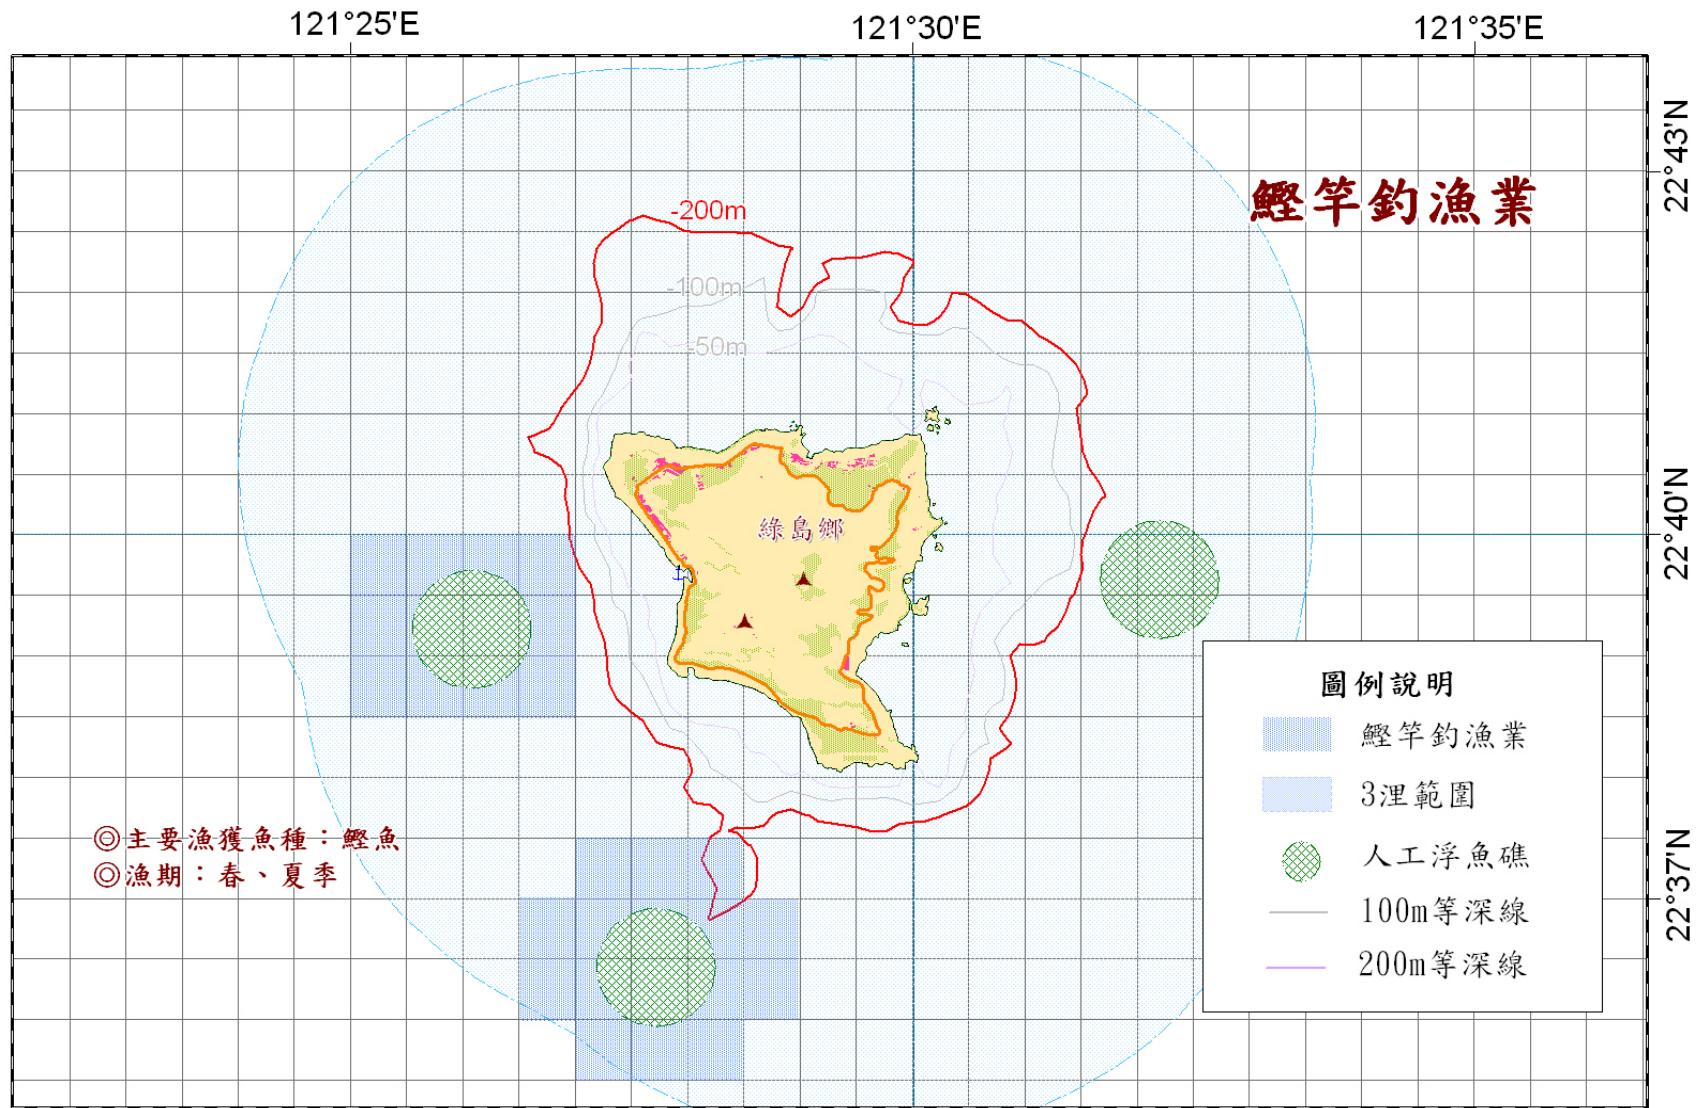 121°25'E 121°30'E 121°35'E
22°43'N
鰹竿釣漁業
-200m
-100m
-50m
綠島鄉
22°40'N
圖例說明
鰹竿釣漁業
3浬範圍
人工浮魚礁
100m等深線
200m等深線
◎主要漁獲魚種：鰹魚
◎漁期：春、夏季
22°37'N